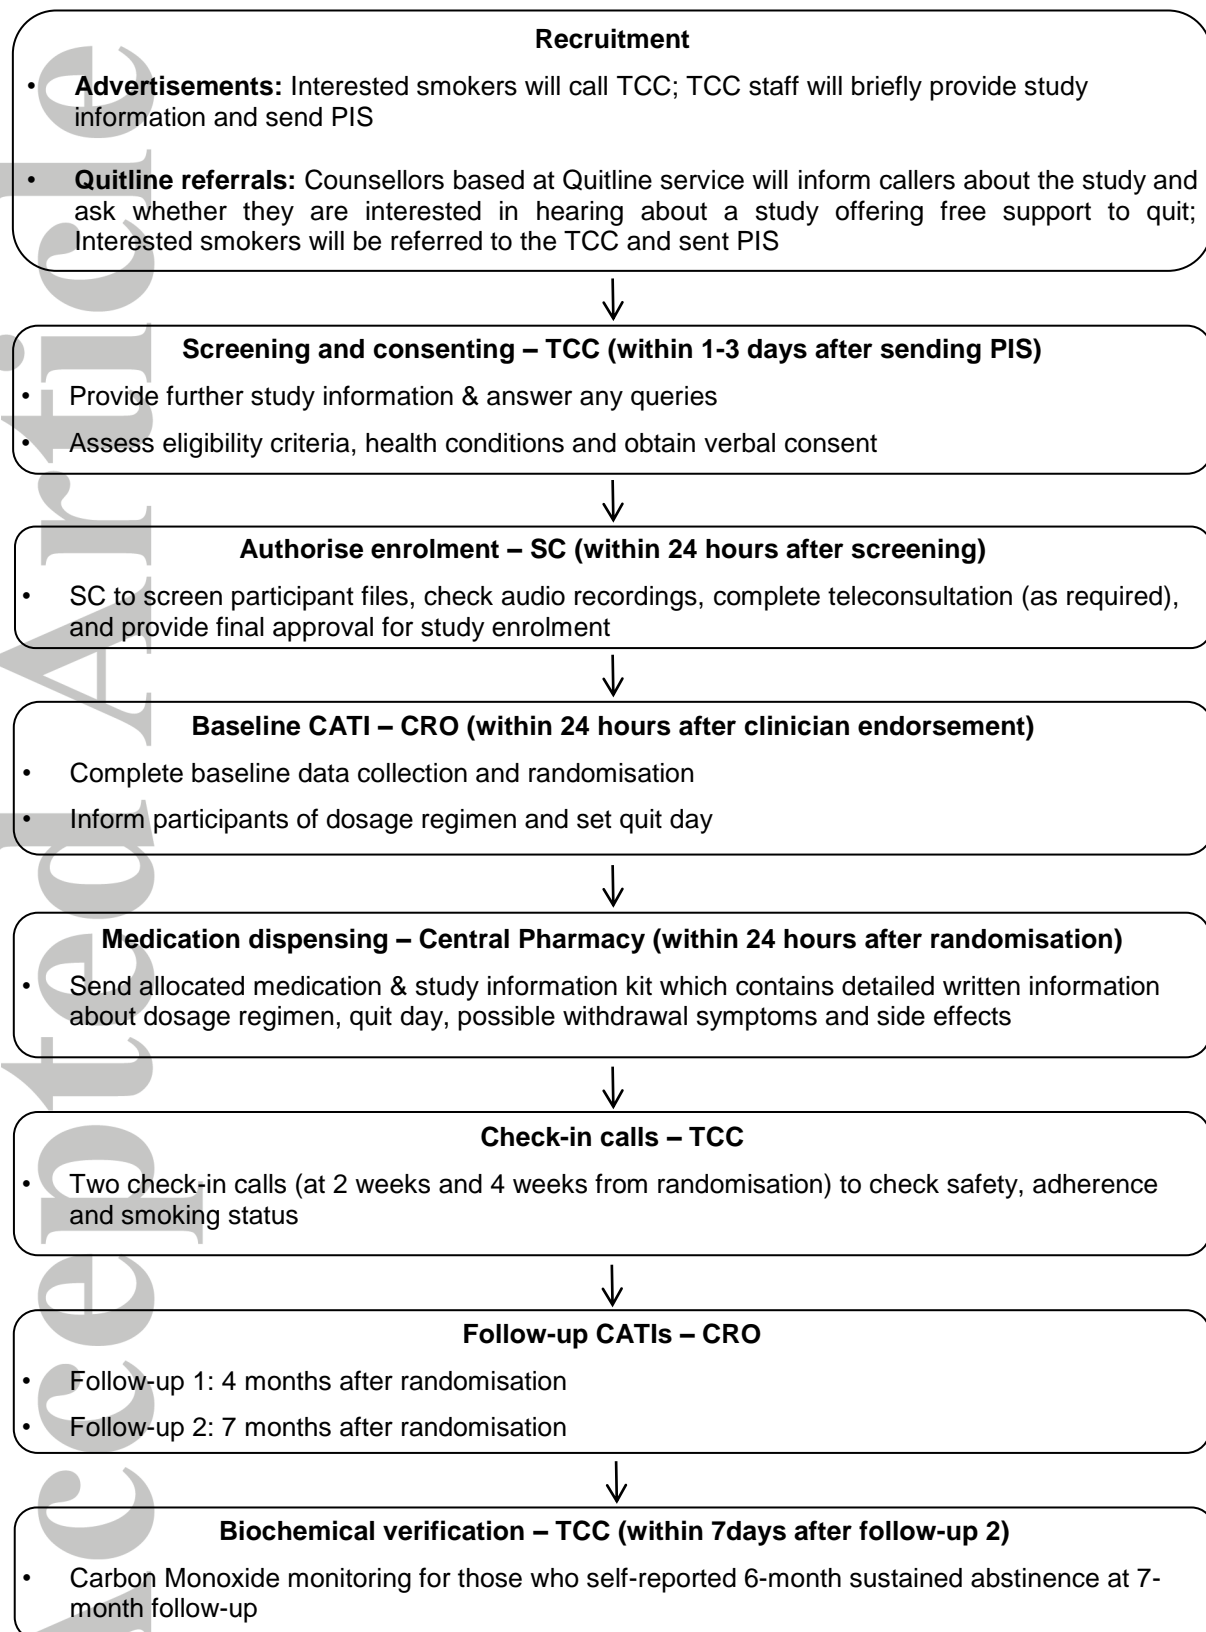 Recruitment
• Advertisements: Interested smokers will call TCC; TCC staff will briefly provide study
information and send PIS
• Quitline referrals: Counsellors based at Quitline service will inform callers about the study and
ask whether they are interested in hearing about a study offering free support to quit;
Interested smokers will be referred to the TCC and sent PIS
Screening and consenting – TCC (within 1-3 days after sending PIS)
• Provide further study information & answer any queries
• Assess eligibility criteria, health conditions and obtain verbal consent
Authorise enrolment – SC (within 24 hours after screening)
• SC to screen participant files, check audio recordings, complete teleconsultation (as required),
and provide final approval for study enrolment
Baseline CATI – CRO (within 24 hours after clinician endorsement)
• Complete baseline data collection and randomisation
• Inform participants of dosage regimen and set quit day
Medication dispensing – Central Pharmacy (within 24 hours after randomisation)
• Send allocated medication & study information kit which contains detailed written information
about dosage regimen, quit day, possible withdrawal symptoms and side effects
Check-in calls – TCC
• Two check-in calls (at 2 weeks and 4 weeks from randomisation) to check safety, adherence
and smoking status
Follow-up CATIs – CRO
• Follow-up 1: 4 months after randomisation
• Follow-up 2: 7 months after randomisation
Biochemical verification – TCC (within 7days after follow-up 2)
• Carbon Monoxide monitoring for those who self-reported 6-month sustained abstinence at 7-
month follow-up
Accepted Article